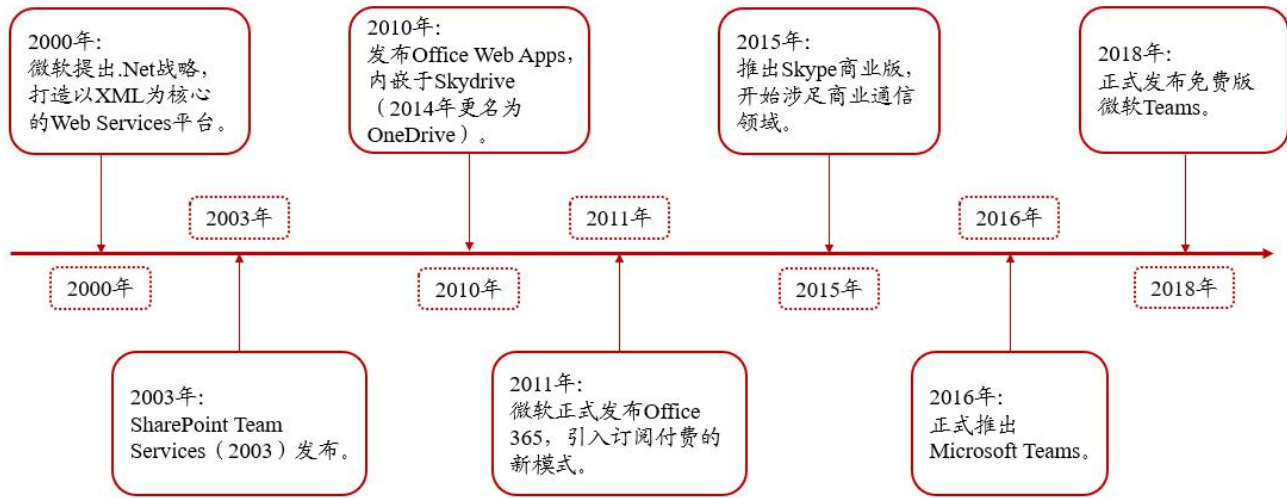 2000年：
微软提出.Net战略，
打造以XML为核心
的Web Services平台。
2010年：
发布Office Web Apps，
内嵌于Skydrive
（2014年更名为
OneDrive）。
2015年：
推出Skype商业版，
开始涉足商业通信
领域。
2018年：
正式发布免费版
微软Teams。
2003年
2011年
2016年
2000年
2010年
2015年
2018年
2003年：
SharePoint Team
Services（2003）发布。
2011年：
微软正式发布Office
365，引入订阅付费的
新模式。
2016年：
正式推出
Microsoft Teams。